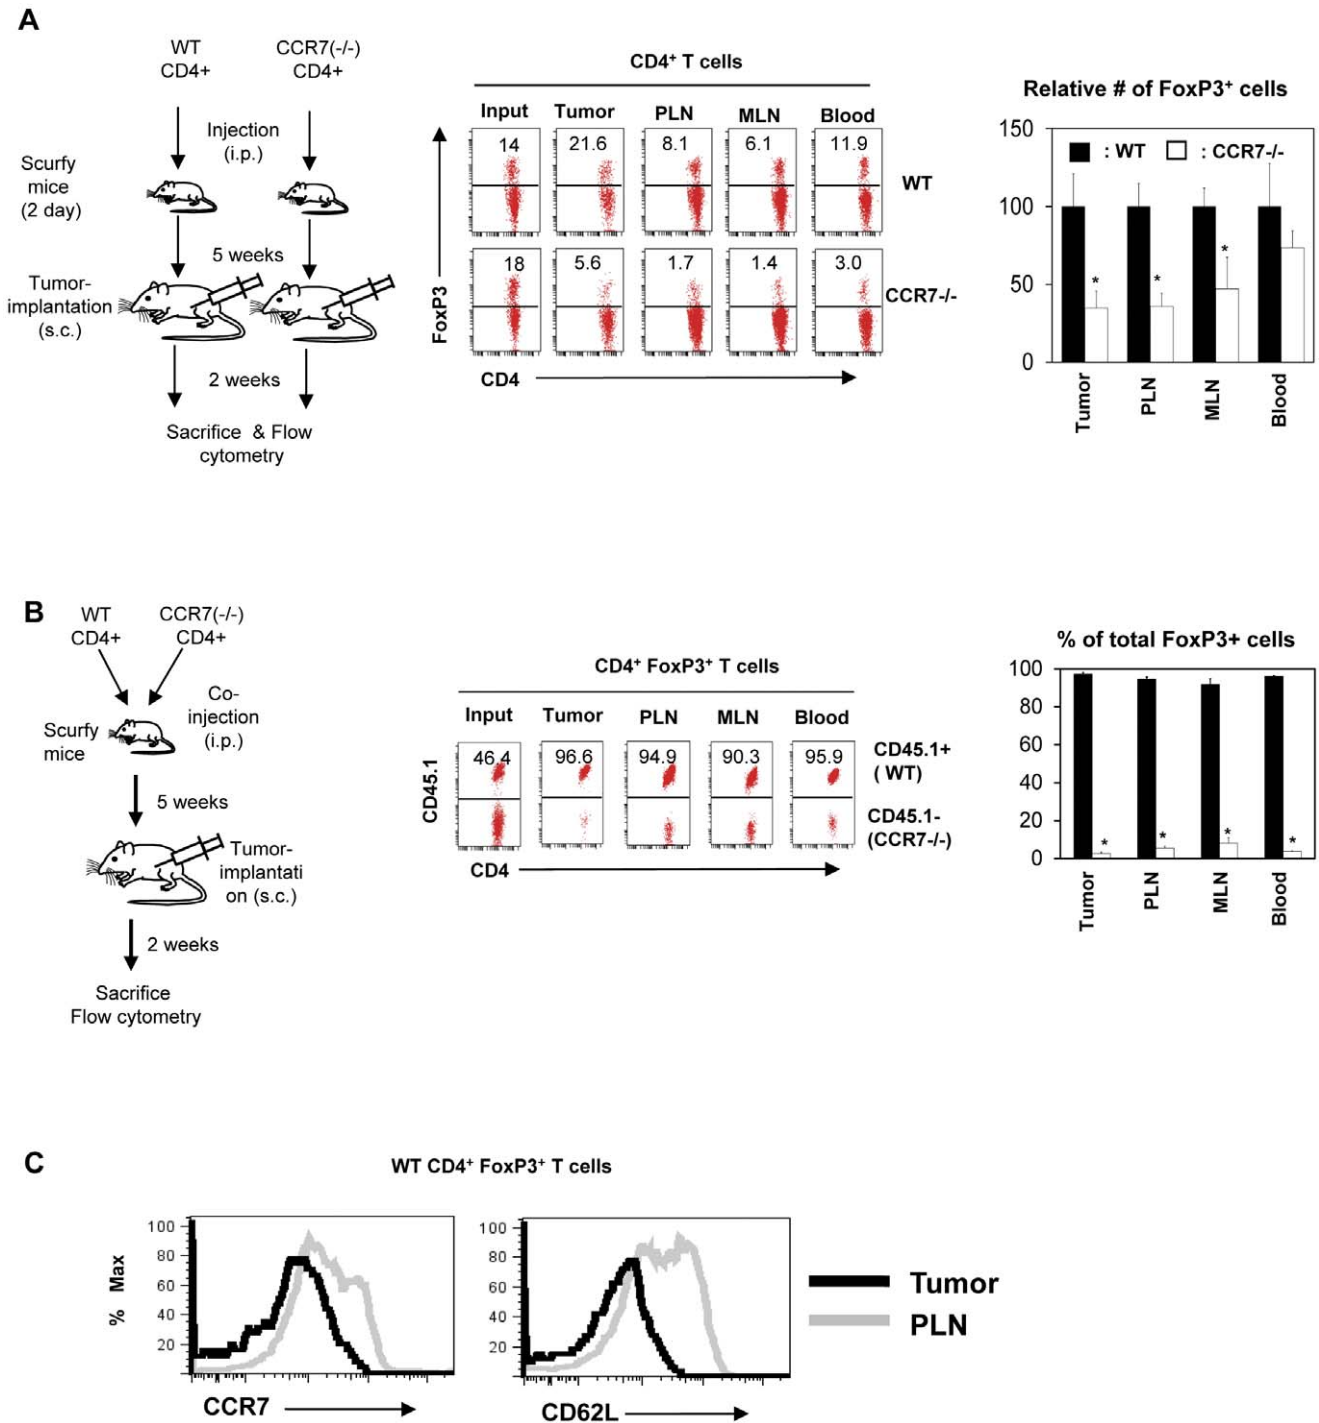 A
WT
CD4+
CCR7(-/-)
CD4+
Injection
(i.p.)
Scurfy
mice
(2 day)
5 weeks
Tumor-
implantation
(s.c.)
2 weeks
Sacrifice & Flow
cytometry
CD4⁺ T cells
Input Tumor PLN MLN Blood
14 21.6 8.1 6.1 11.9
WT
18 5.6 1.7 1.4 3.0
CCR7-/-
FoxP3
CD4
Relative # of FoxP3⁺ cells
150
100
50
0
: WT : CCR7-/-
* * *
Tumor PLN MLN Blood
B
WT
CD4+
CCR7(-/-)
CD4+
Co-
injection
(i.p.)
Scurfy
mice
5 weeks
Tumor-
implantati
on (s.c.)
2 weeks
Sacrifice
Flow cytometry
CD4⁺ FoxP3⁺ T cells
Input Tumor PLN MLN Blood
46.4 96.6 94.9 90.3 95.9
CD45.1+
( WT)
CD45.1-
(CCR7-/-)
CD45.1
CD4
% of total FoxP3+ cells
100
80
60
40
20
0
* * * *
Tumor PLN MLN Blood
C
WT CD4⁺ FoxP3⁺ T cells
% Max
100
80
60
40
20
CCR7
100
80
60
40
20
CD62L
Tumor
PLN